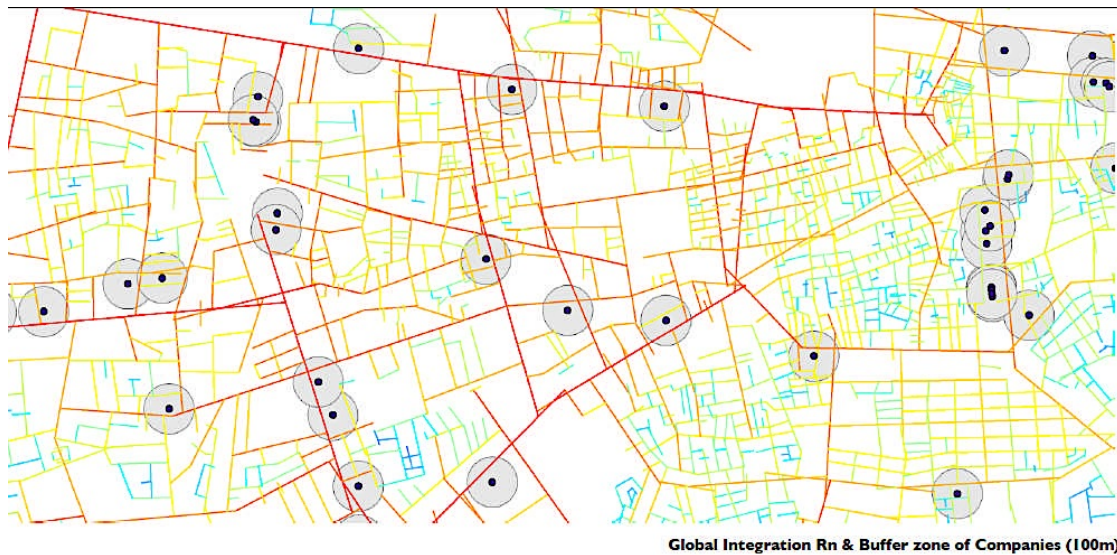 Global Integration Rn & Buffer zone of Companies (100m)